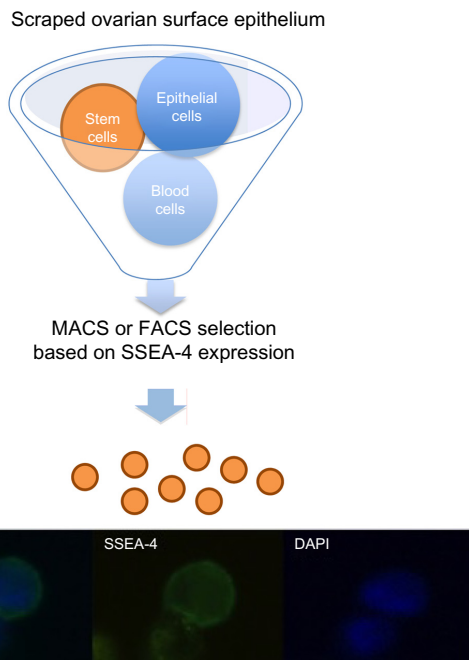 Scraped ovarian surface epithelium
Epithelial
cells
Stem
cells
Blood
cells
MACS or FACS selection
based on SSEA-4 expression
SSEA-4
DAPI